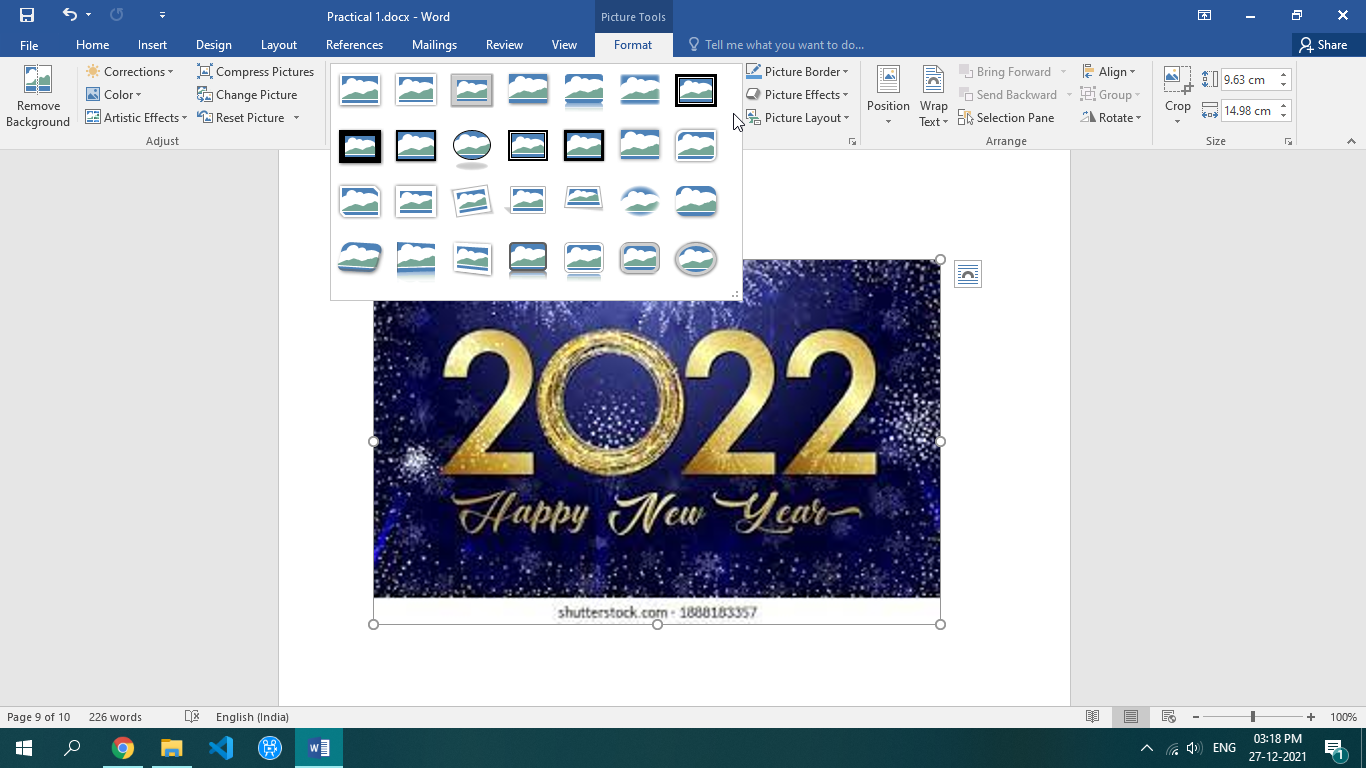 Practical 1.docx - Word
Picture Tools
File Home Insert Design Layout References Mailings Review View Format Tell me what you want to do... Share
Remove Background
Corrections
Color
Artistic Effects
Compress Pictures
Change Picture
Reset Picture
Adjust
Picture Border
Picture Effects
Picture Layout
Position
Wrap Text
Bring Forward
Send Backward
Selection Pane
Align
Group
Rotate
Arrange
Crop
9.63 cm
14.98 cm
Size
2022
Happy New Year
shutterstock.com · 1888183357
Page 9 of 10 226 words English (India) 100%
ENG
03:18 PM
27-12-2021
1